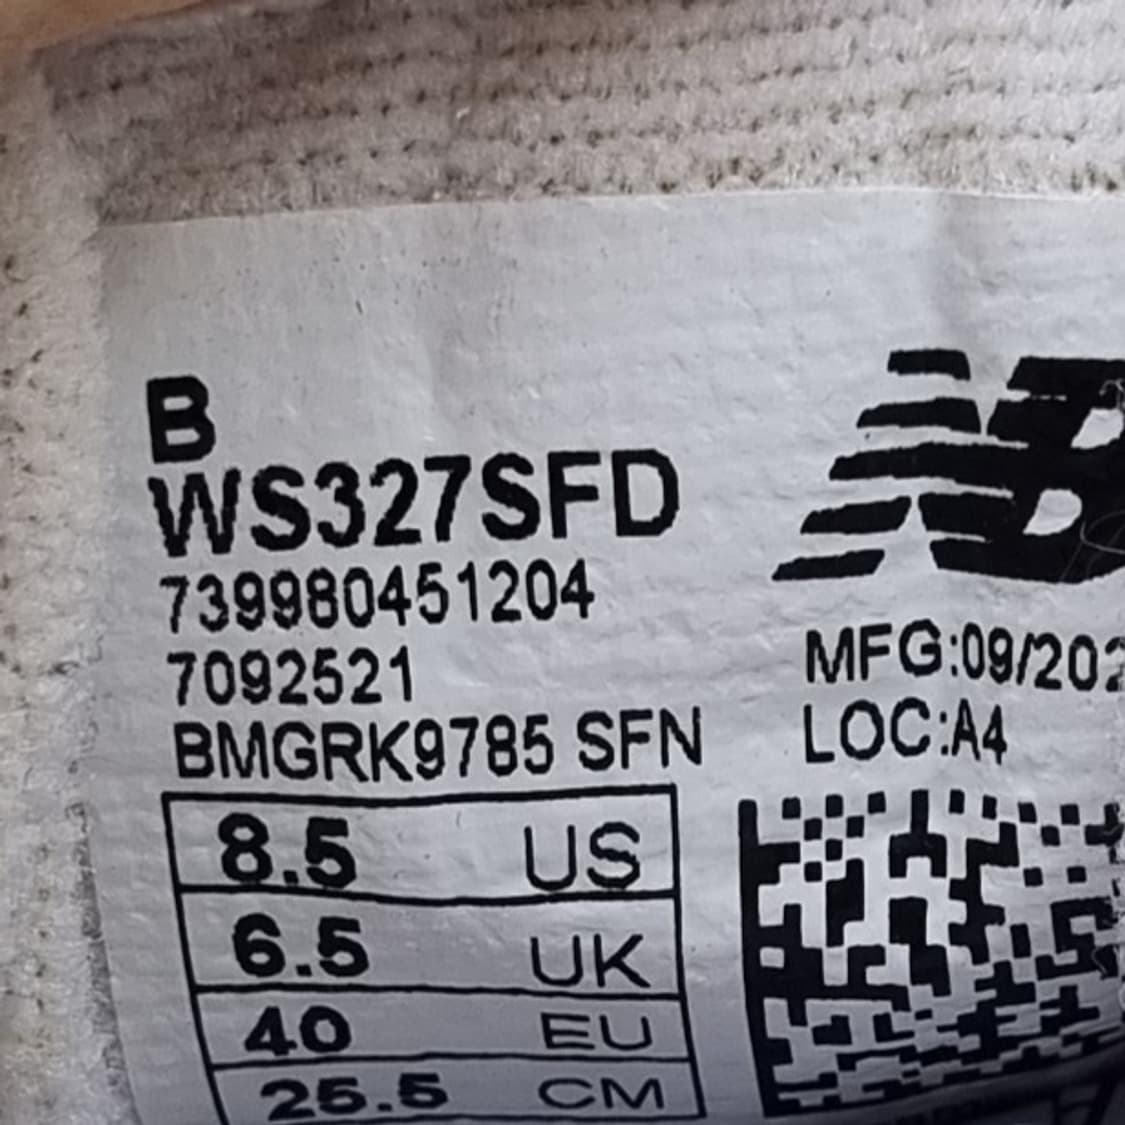 B
WS327SFD
739980451204
7092521
BMGRK9785 SFN
NB
MFG:09/202
LOC:A4
8.5 US
6.5 UK
40 EU
25.5 CM